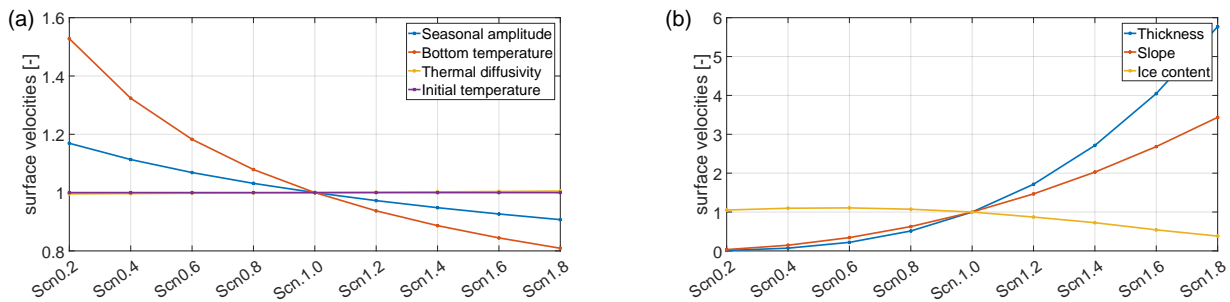 (a)
surface velocities [-]
1.6
1.4
1.2
1
0.8
Seasonal amplitude
Bottom temperature
Thermal diffusivity
Initial temperature
Scn0.2
Scn0.4
Scn0.6
Scn0.8
Scn.1.0
Scn1.2
Scn1.4
Scn1.6
Scn1.8
(b)
surface velocities [-]
6
5
4
3
2
1
0
Thickness
Slope
Ice content
Scn0.2
Scn0.4
Scn0.6
Scn0.8
Scn.1.0
Scn1.2
Scn1.4
Scn1.6
Scn1.8